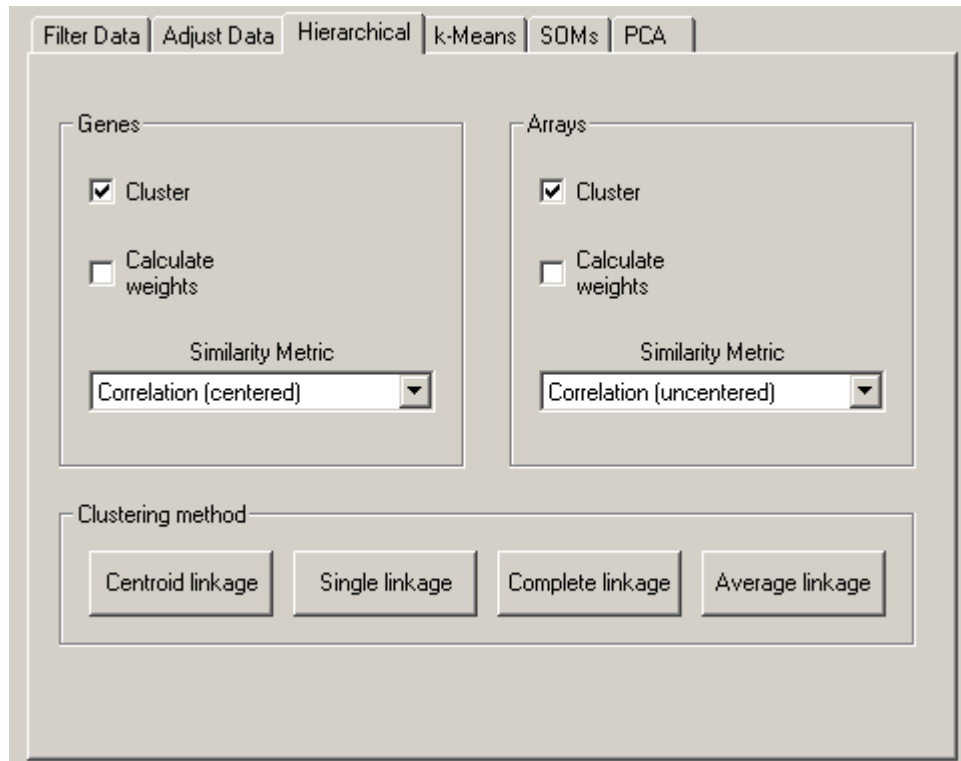 Filter Data Adjust Data Hierarchical k-Means SOMs PCA
Genes
Cluster
Calculate
weights
Similarity Metric
Correlation (centered)
Arrays
Cluster
Calculate
weights
Similarity Metric
Correlation (uncentered)
Clustering method
Centroid linkage Single linkage Complete linkage Average linkage